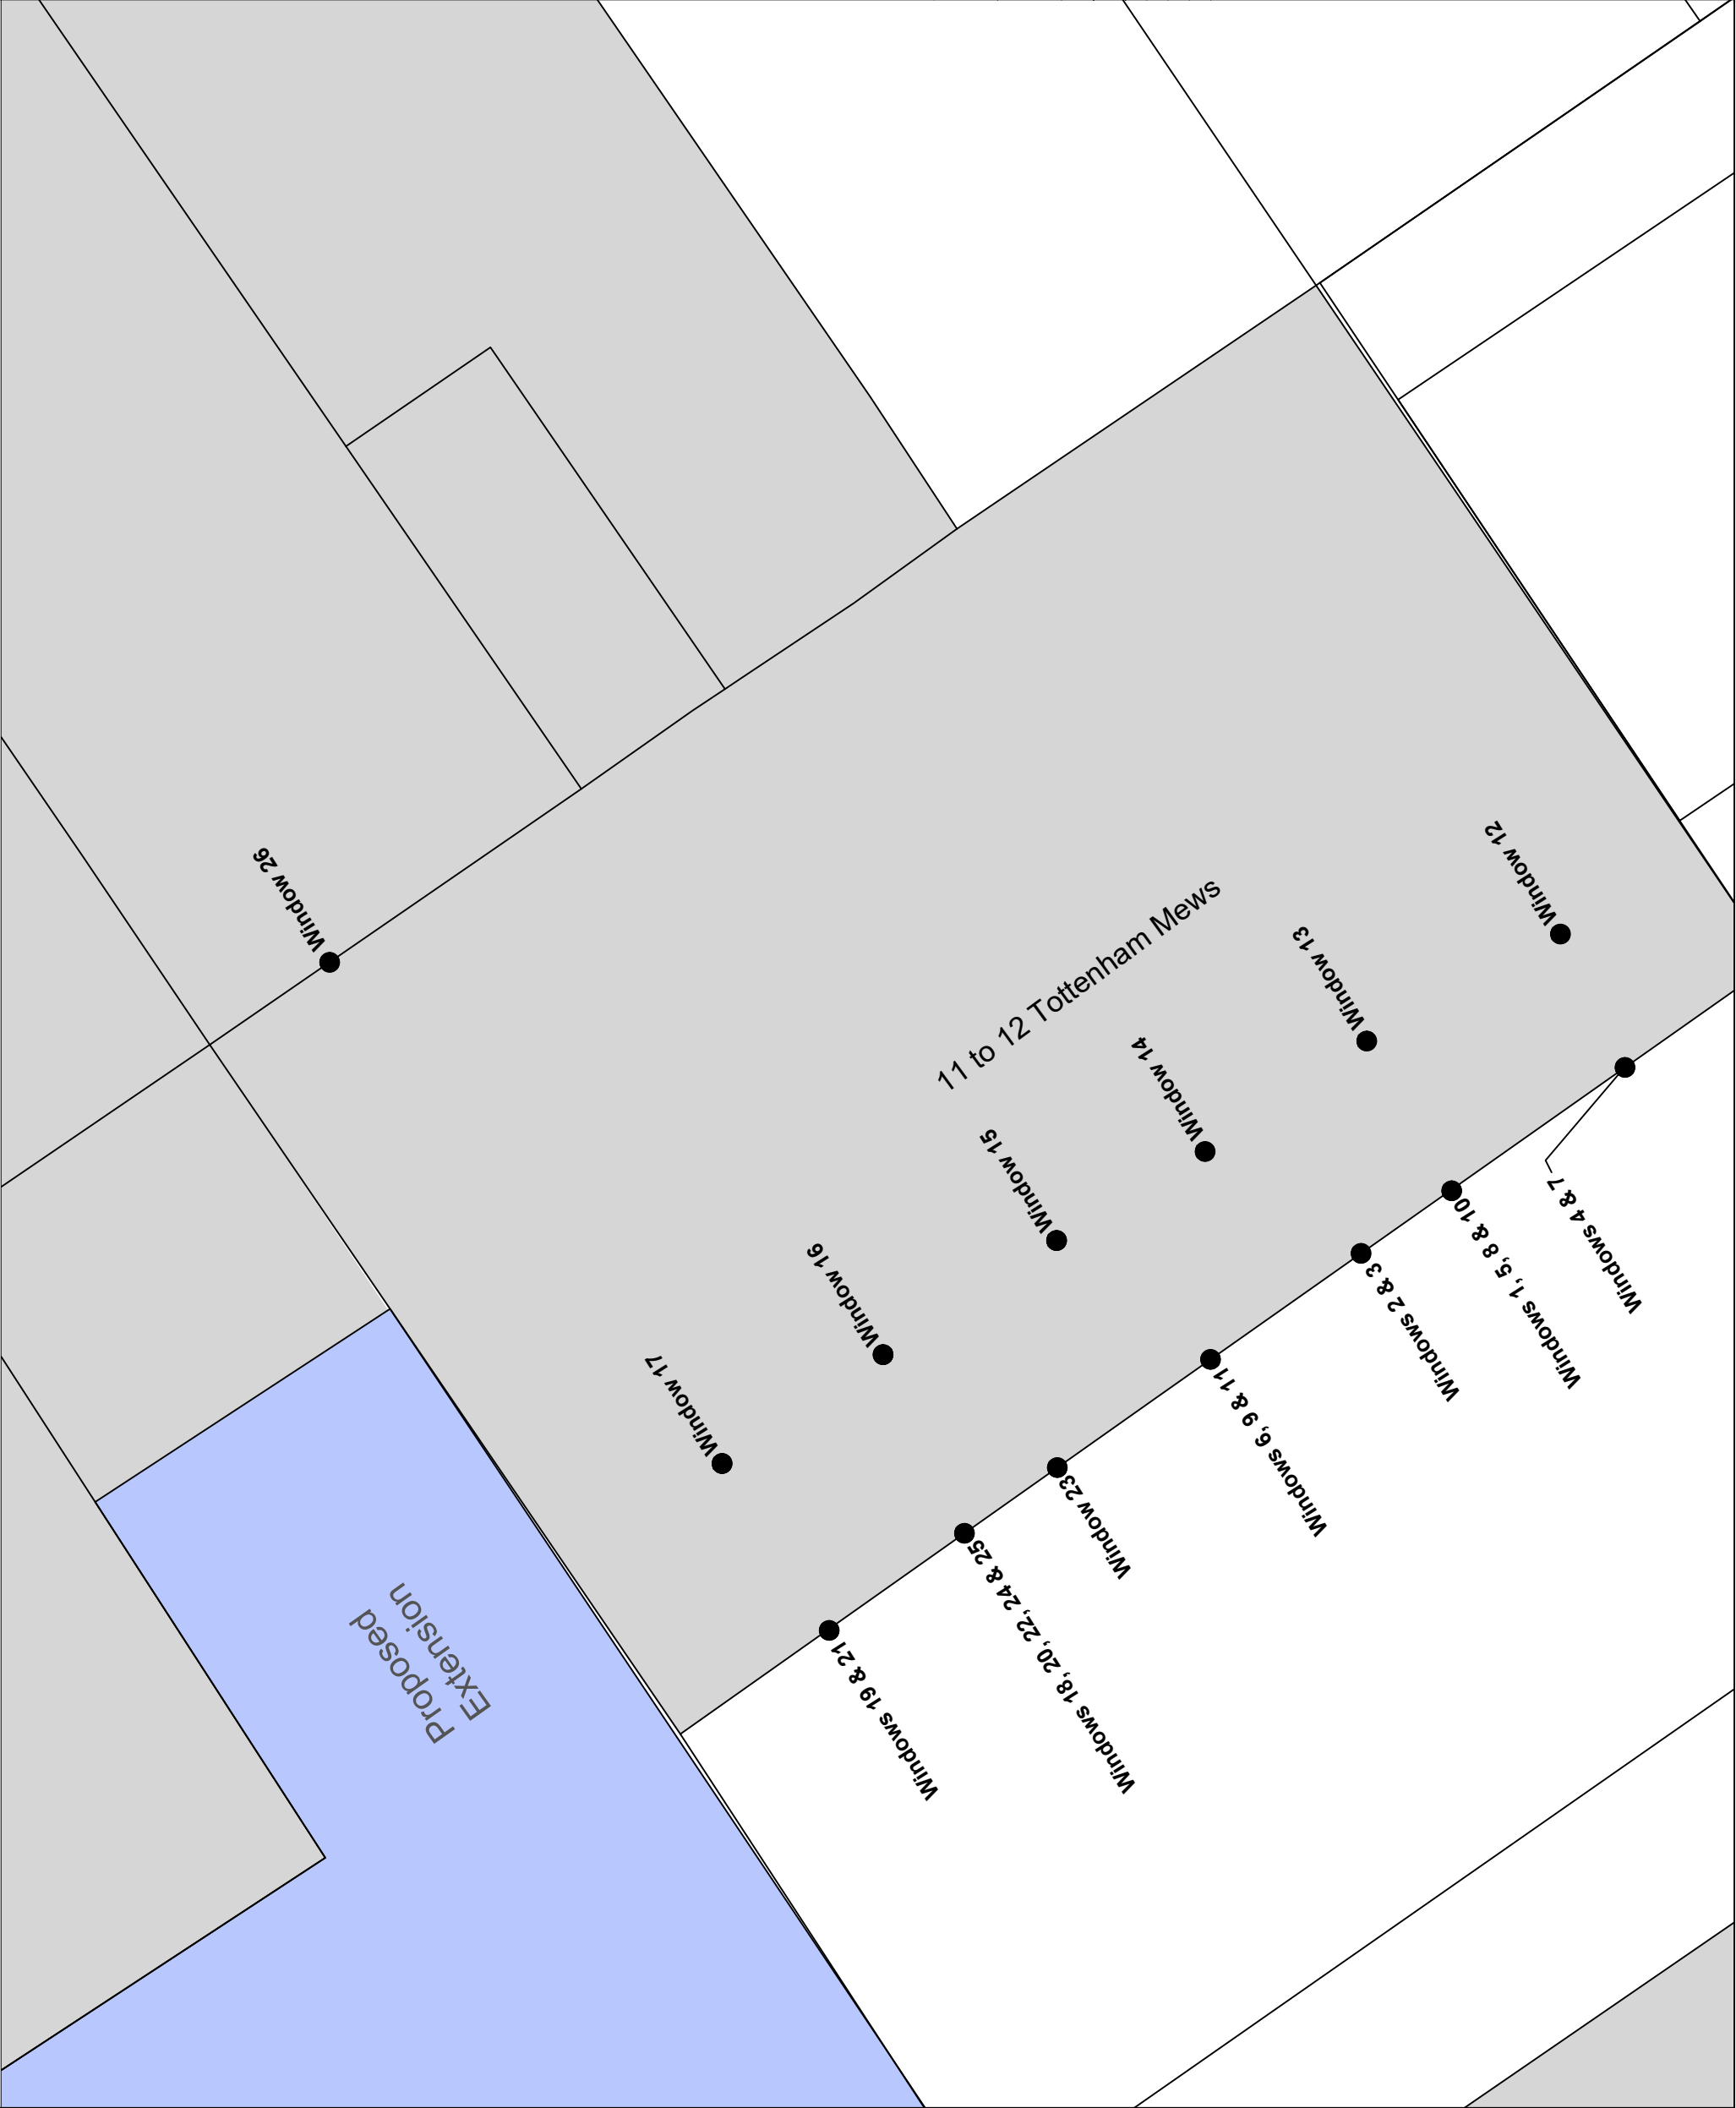 Window 26
11 to 12 Tottenham Mews
Window 12
Window 13
Window 14
Window 15
Window 16
Window 17
Windows 4 & 7
Windows 1, 5, 8 & 10
Windows 2 & 3
Windows 6, 9 & 11
Window 23
Windows 18, 20, 22, 24 & 25
Windows 19 & 21
Proposed
Extension